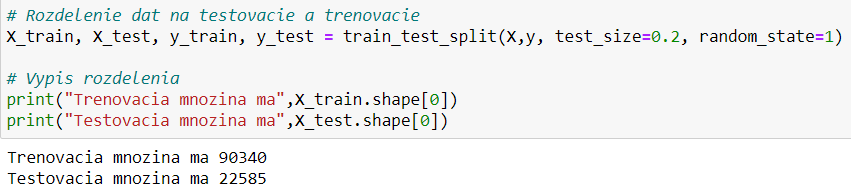 # Rozdelenie dat na testovacie a trenovacie
X_train, X_test, y_train, y_test = train_test_split(X,y, test_size=0.2, random_state=1)
# Vypis rozdelenia
print("Trenovacia mnozina ma",X_train.shape[0])
print("Testovacia mnozina ma",X_test.shape[0])
Trenovacia mnozina ma 90340
Testovacia mnozina ma 22585